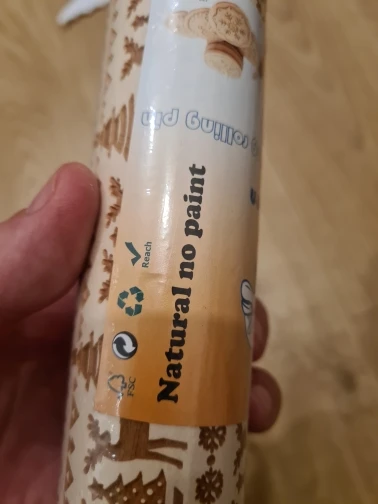 rolling pin
Natural no paint
Reach
FSC